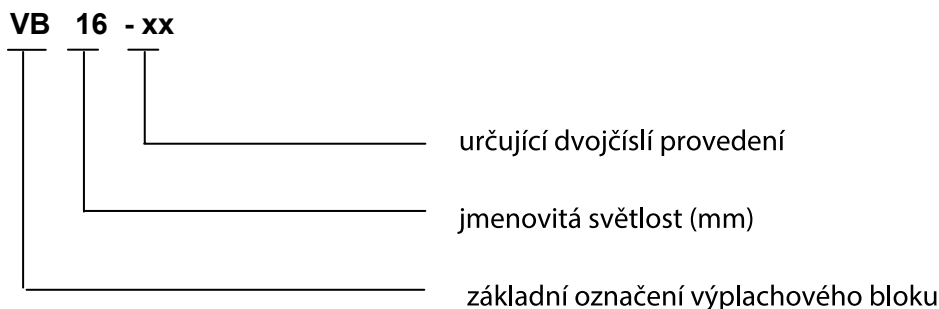 VB 16 - xx
určující dvojčíslí provedení
jmenovitá světlost (mm)
základní označení výplachového bloku